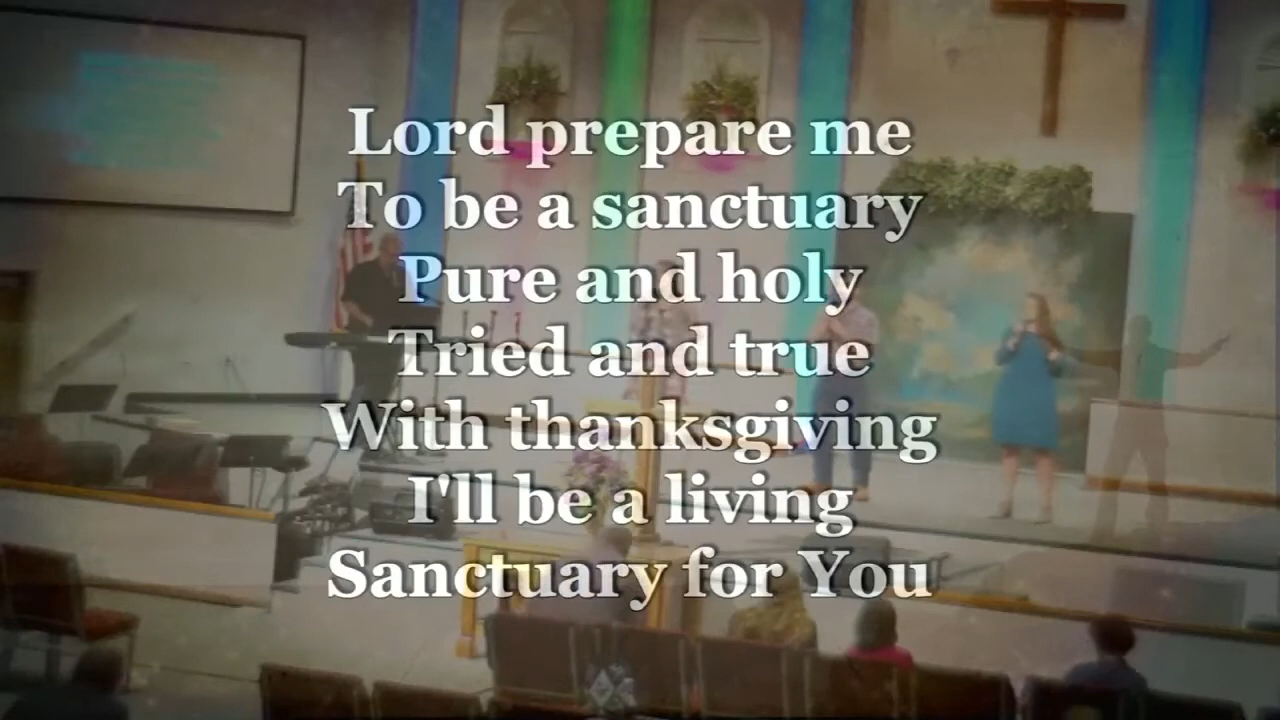 Lord prepare me
To be a sanctuary
Pure and holy
Tried and true
With thanksgiving
I'll be a living
Sanctuary for You